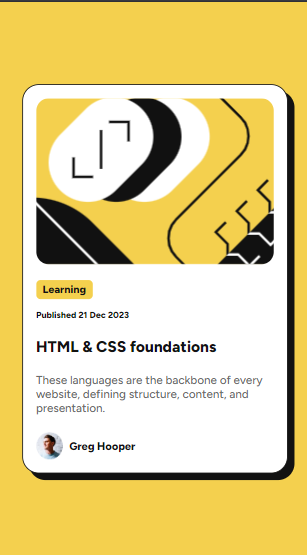 Learning
Published 21 Dec 2023
HTML & CSS foundations
These languages are the backbone of every
website, defining structure, content, and
presentation.
Greg Hooper